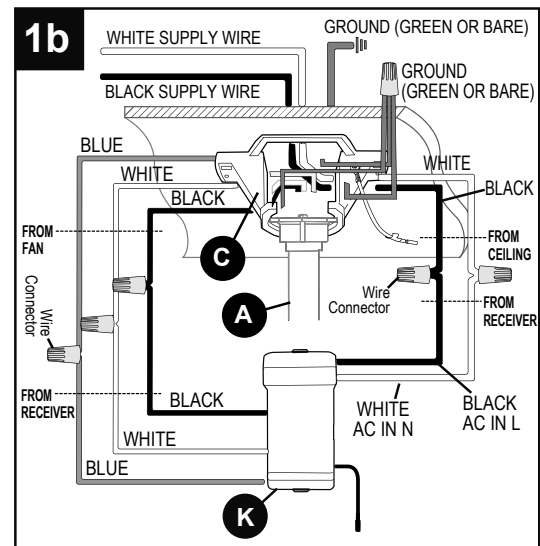 1b
WHITE SUPPLY WIRE
BLACK SUPPLY WIRE
GROUND (GREEN OR BARE)
GROUND
(GREEN OR BARE)
BLUE
WHITE
BLACK
WHITE
BLACK
FROM
FAN
C
FROM
CEILING
A
Wire
Connector
Wire
Connector
FROM
RECEIVER
FROM
RECEIVER
BLACK
WHITE
AC IN N
BLACK
AC IN L
WHITE
BLUE
K